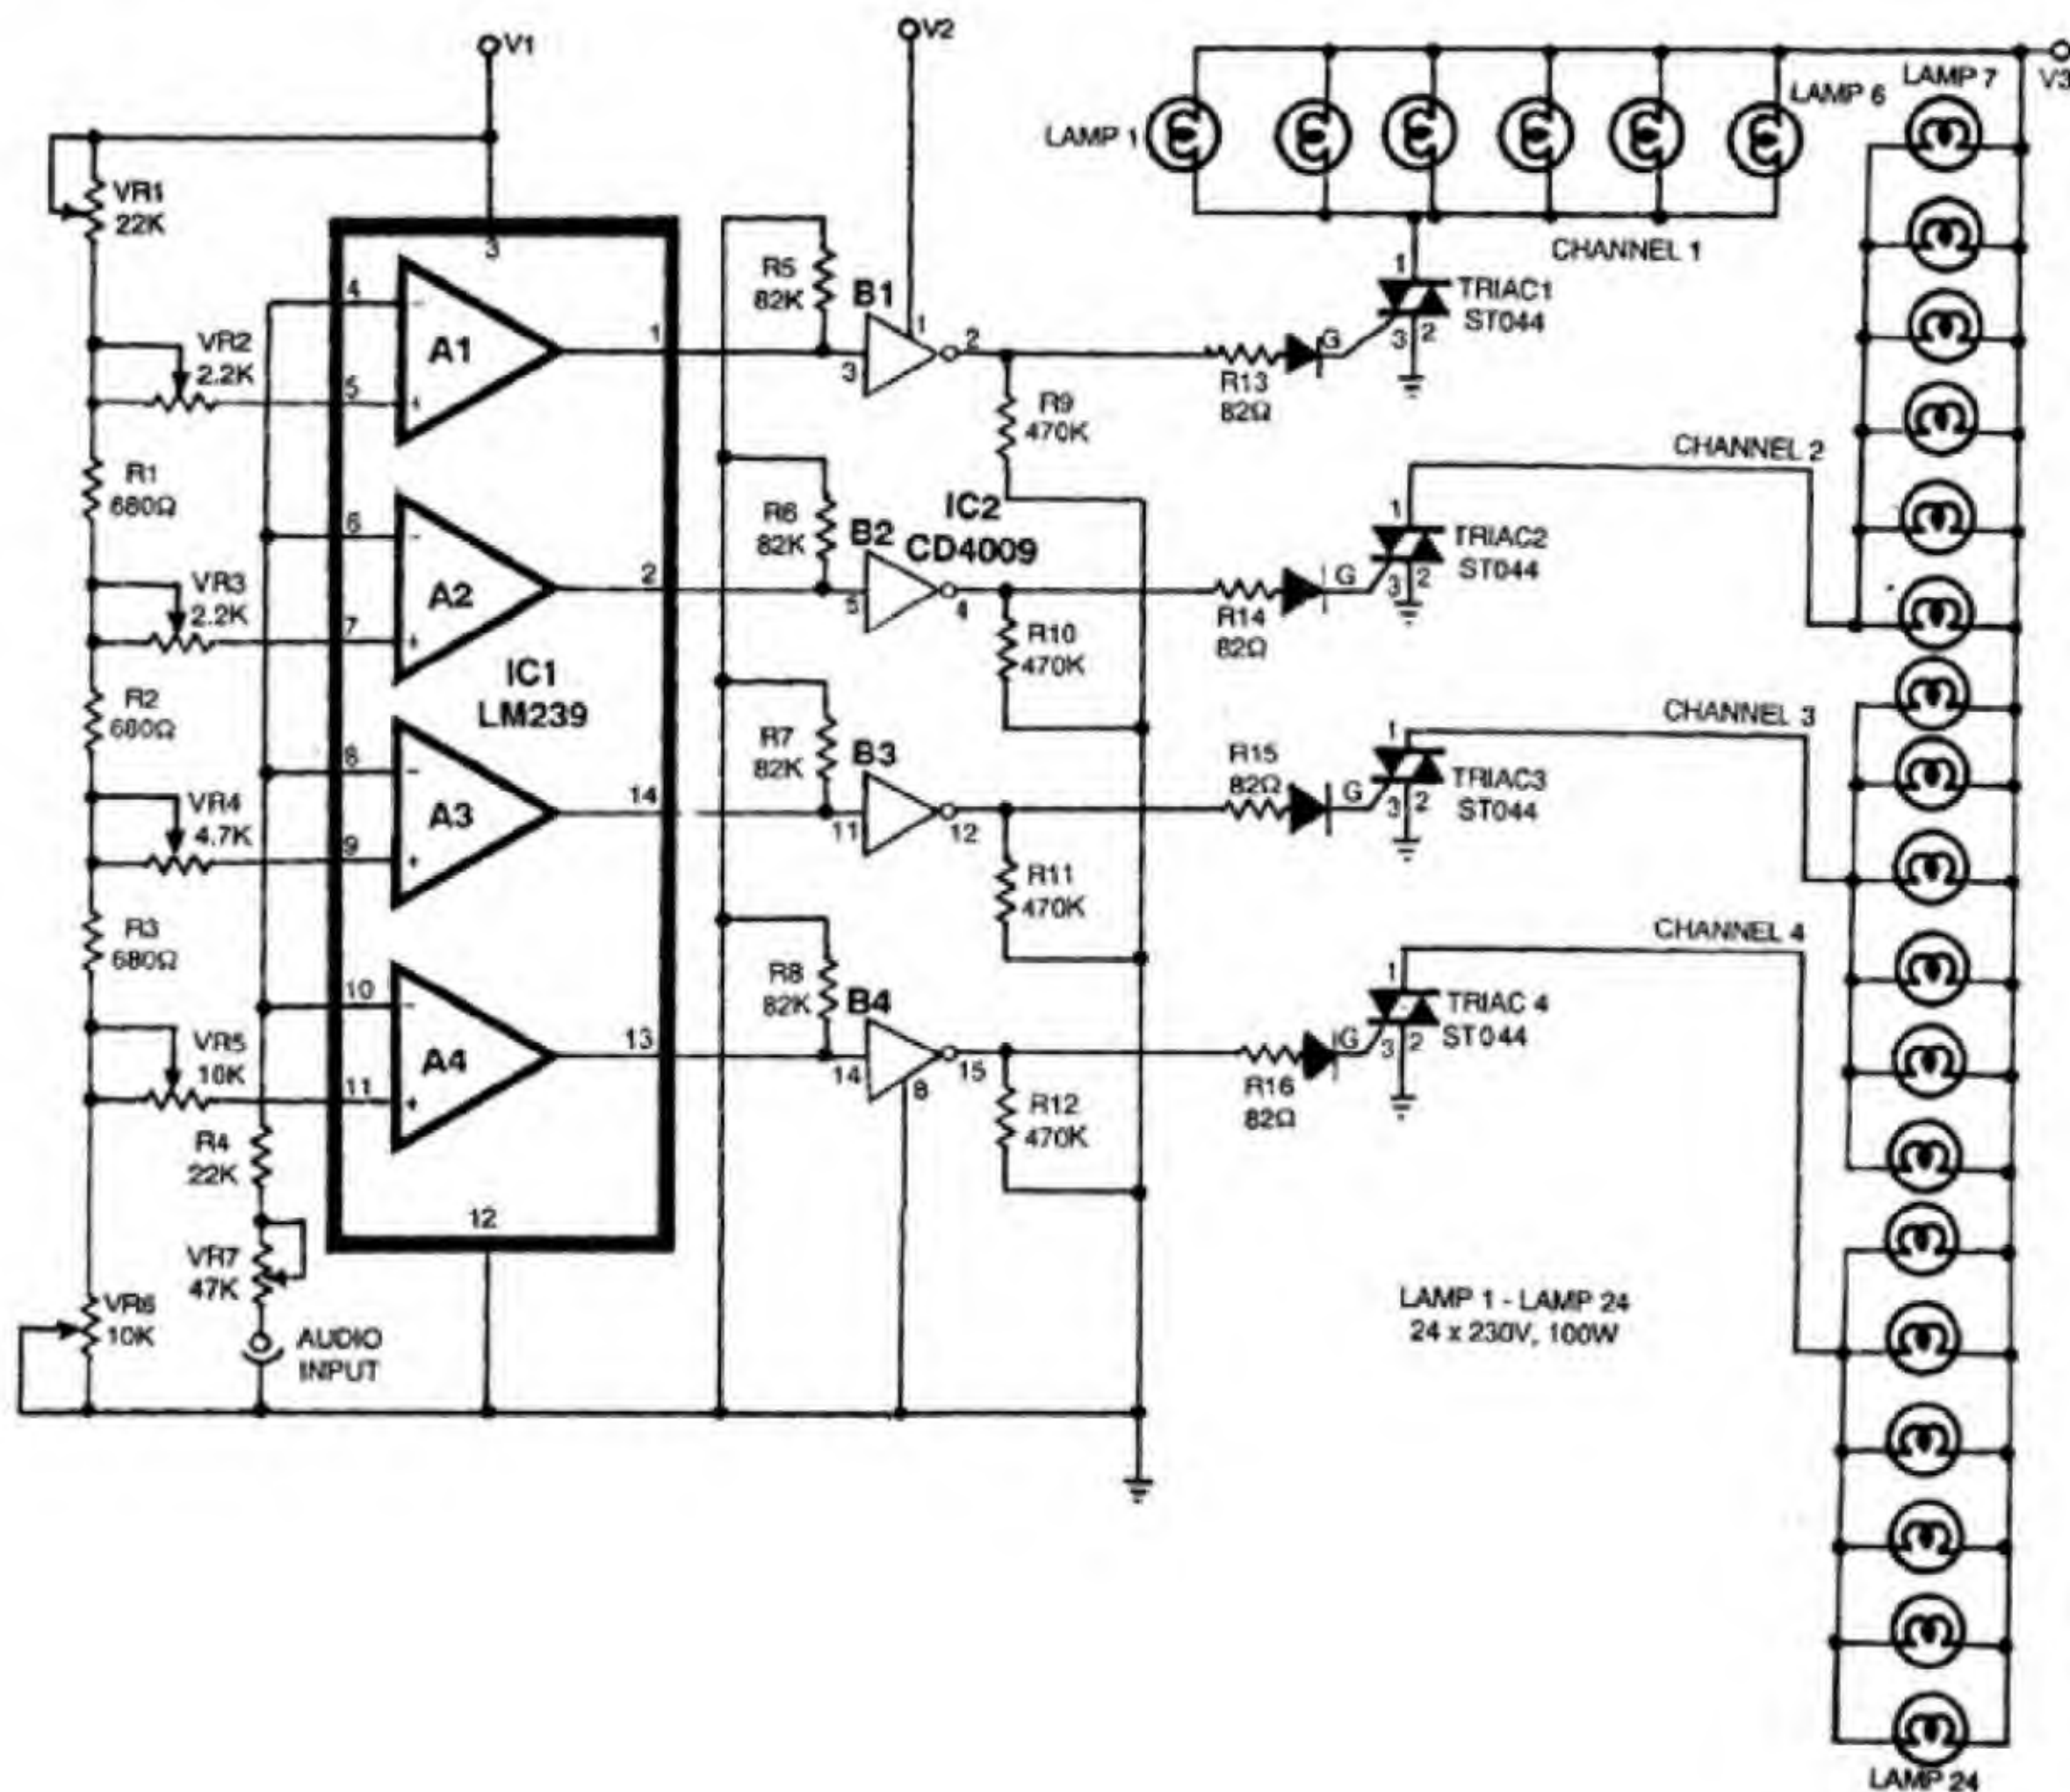 V1
V2
V3
LAMP 1
LAMP 6
LAMP 7
CHANNEL 1
VR1
22K
3
4
5
A1
1
VR2
2.2K
R5
82K
B1
1
2
3
R9
470K
R13
82Ω
G
1
3
2
TRIAC1
ST044
R1
680Ω
6
7
A2
2
VR3
2.2K
R6
82K
B2
5
4
IC2
CD4009
R10
470K
R14
82Ω
G
1
3
2
TRIAC2
ST044
CHANNEL 2
IC1
LM239
R2
680Ω
8
9
A3
14
VR4
4.7K
R7
82K
B3
11
12
R11
470K
R15
82Ω
G
1
3
2
TRIAC3
ST044
CHANNEL 3
R3
680Ω
10
11
A4
13
VR5
10K
R8
82K
B4
14
15
8
R12
470K
R16
82Ω
G
1
3
2
TRIAC 4
ST044
CHANNEL 4
R4
22K
12
VR7
47K
VR6
10K
AUDIO
INPUT
LAMP 1 - LAMP 24
24 x 230V, 100W
LAMP 24